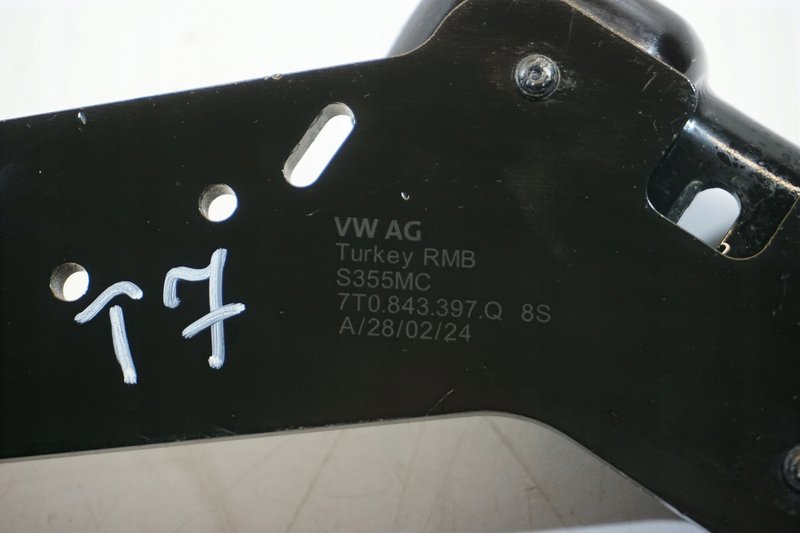 VW AG
Turkey RMB
S355MC
7T0.843.397.Q 8S
A/28/02/24
T7